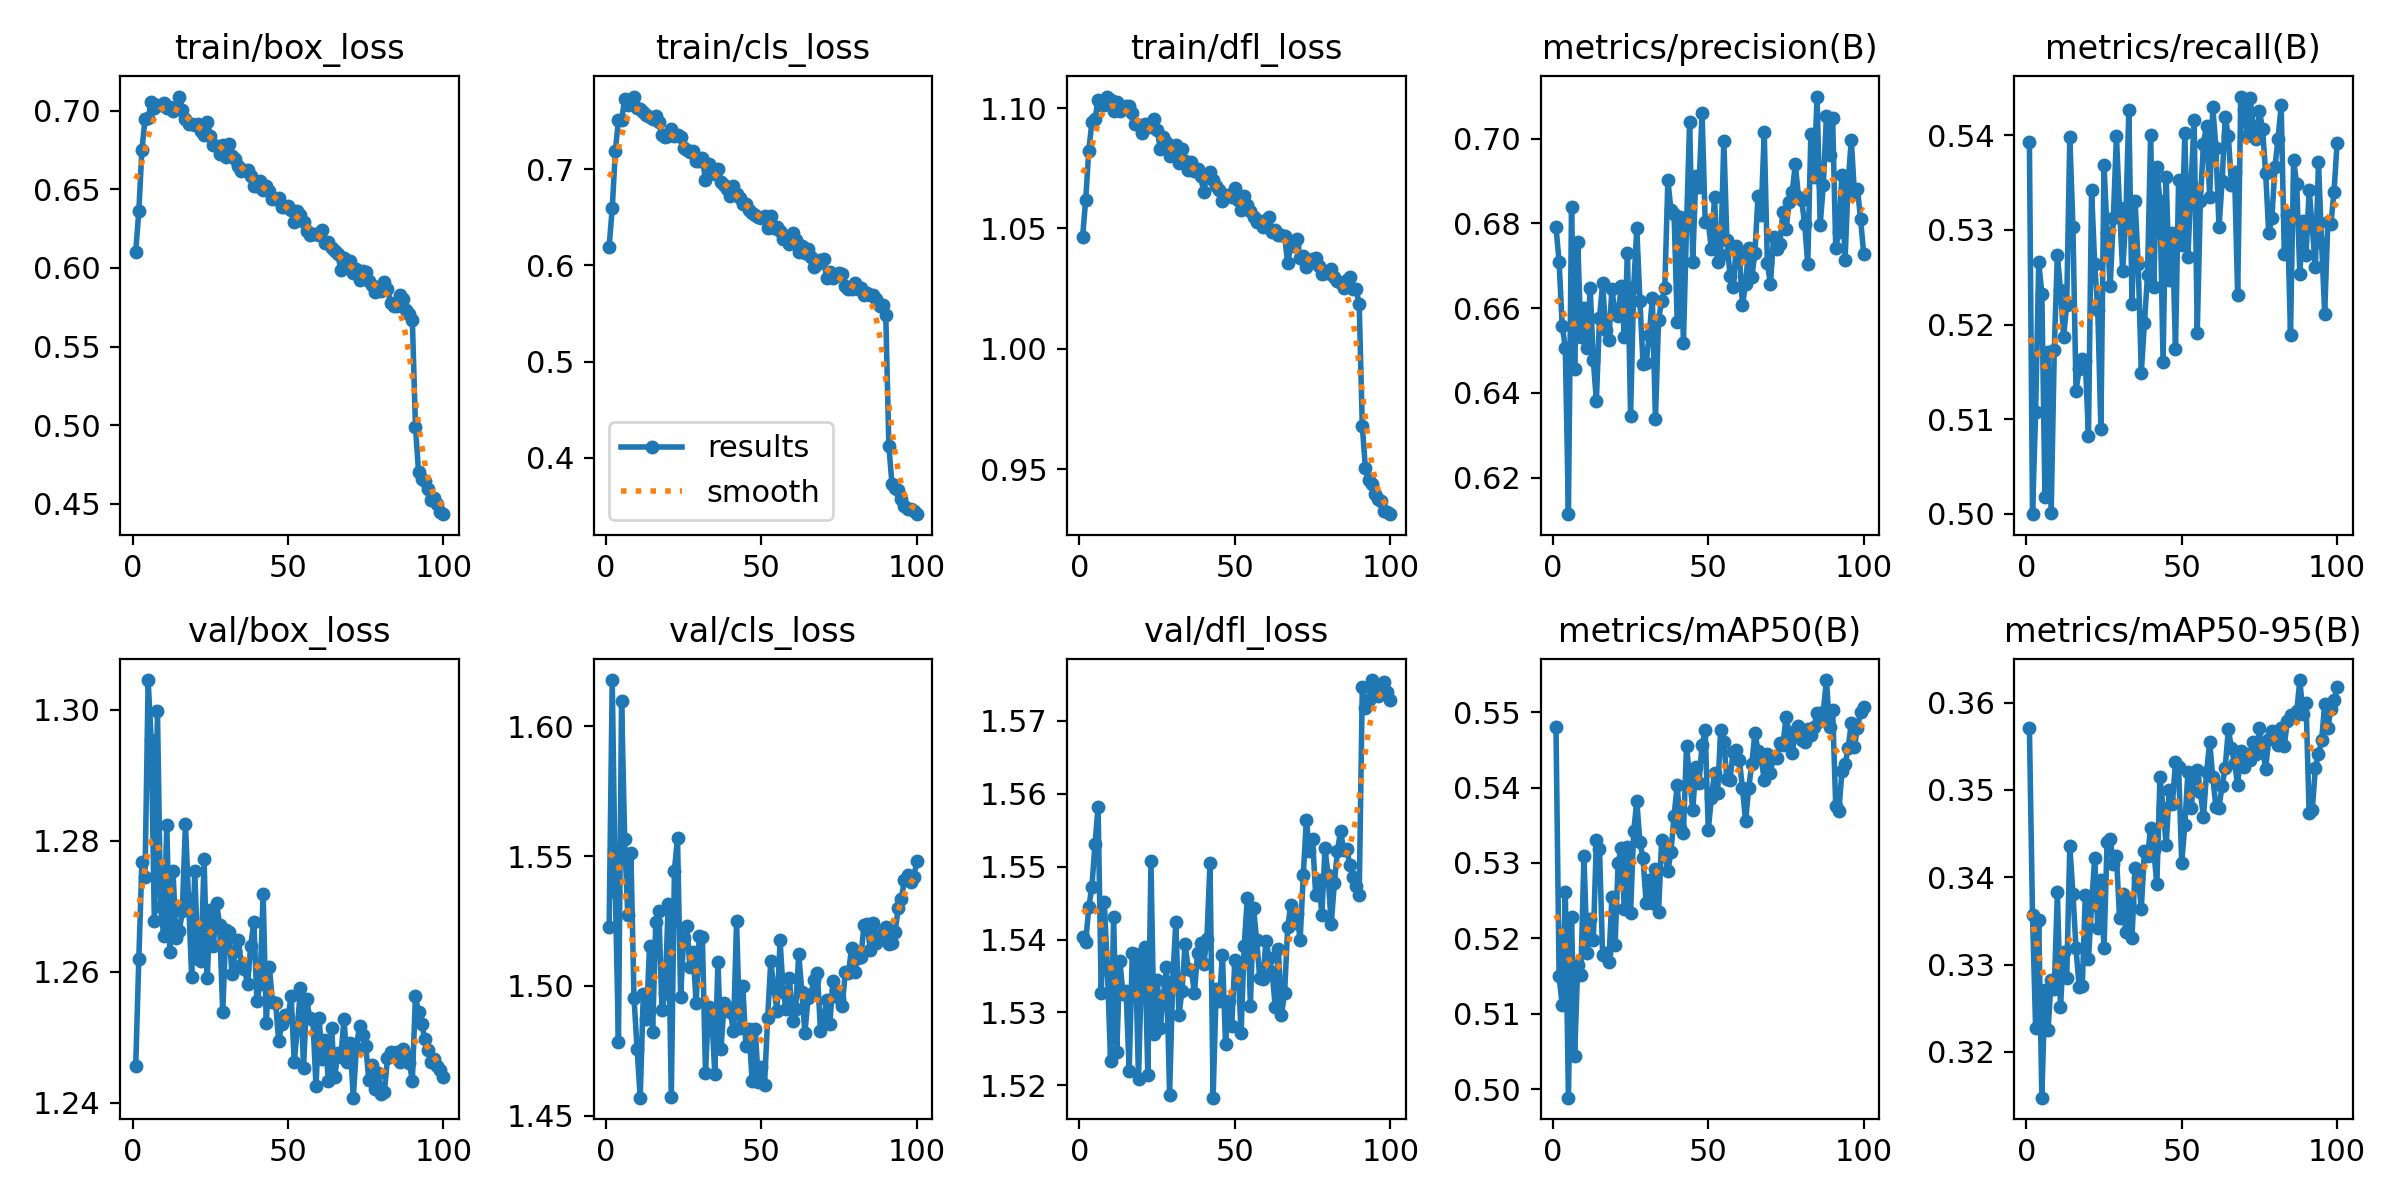 train/box_loss
0.70
0.65
0.60
0.55
0.50
0.45
0 50 100
train/cls_loss
0.7
0.6
0.5
0.4
results
smooth
0 50 100
train/dfl_loss
1.10
1.05
1.00
0.95
0 50 100
metrics/precision(B)
0.70
0.68
0.66
0.64
0.62
0 50 100
metrics/recall(B)
0.54
0.53
0.52
0.51
0.50
0 50 100
val/box_loss
1.30
1.28
1.26
1.24
0 50 100
val/cls_loss
1.60
1.55
1.50
1.45
0 50 100
val/dfl_loss
1.57
1.56
1.55
1.54
1.53
1.52
0 50 100
metrics/mAP50(B)
0.55
0.54
0.53
0.52
0.51
0.50
0 50 100
metrics/mAP50-95(B)
0.36
0.35
0.34
0.33
0.32
0 50 100